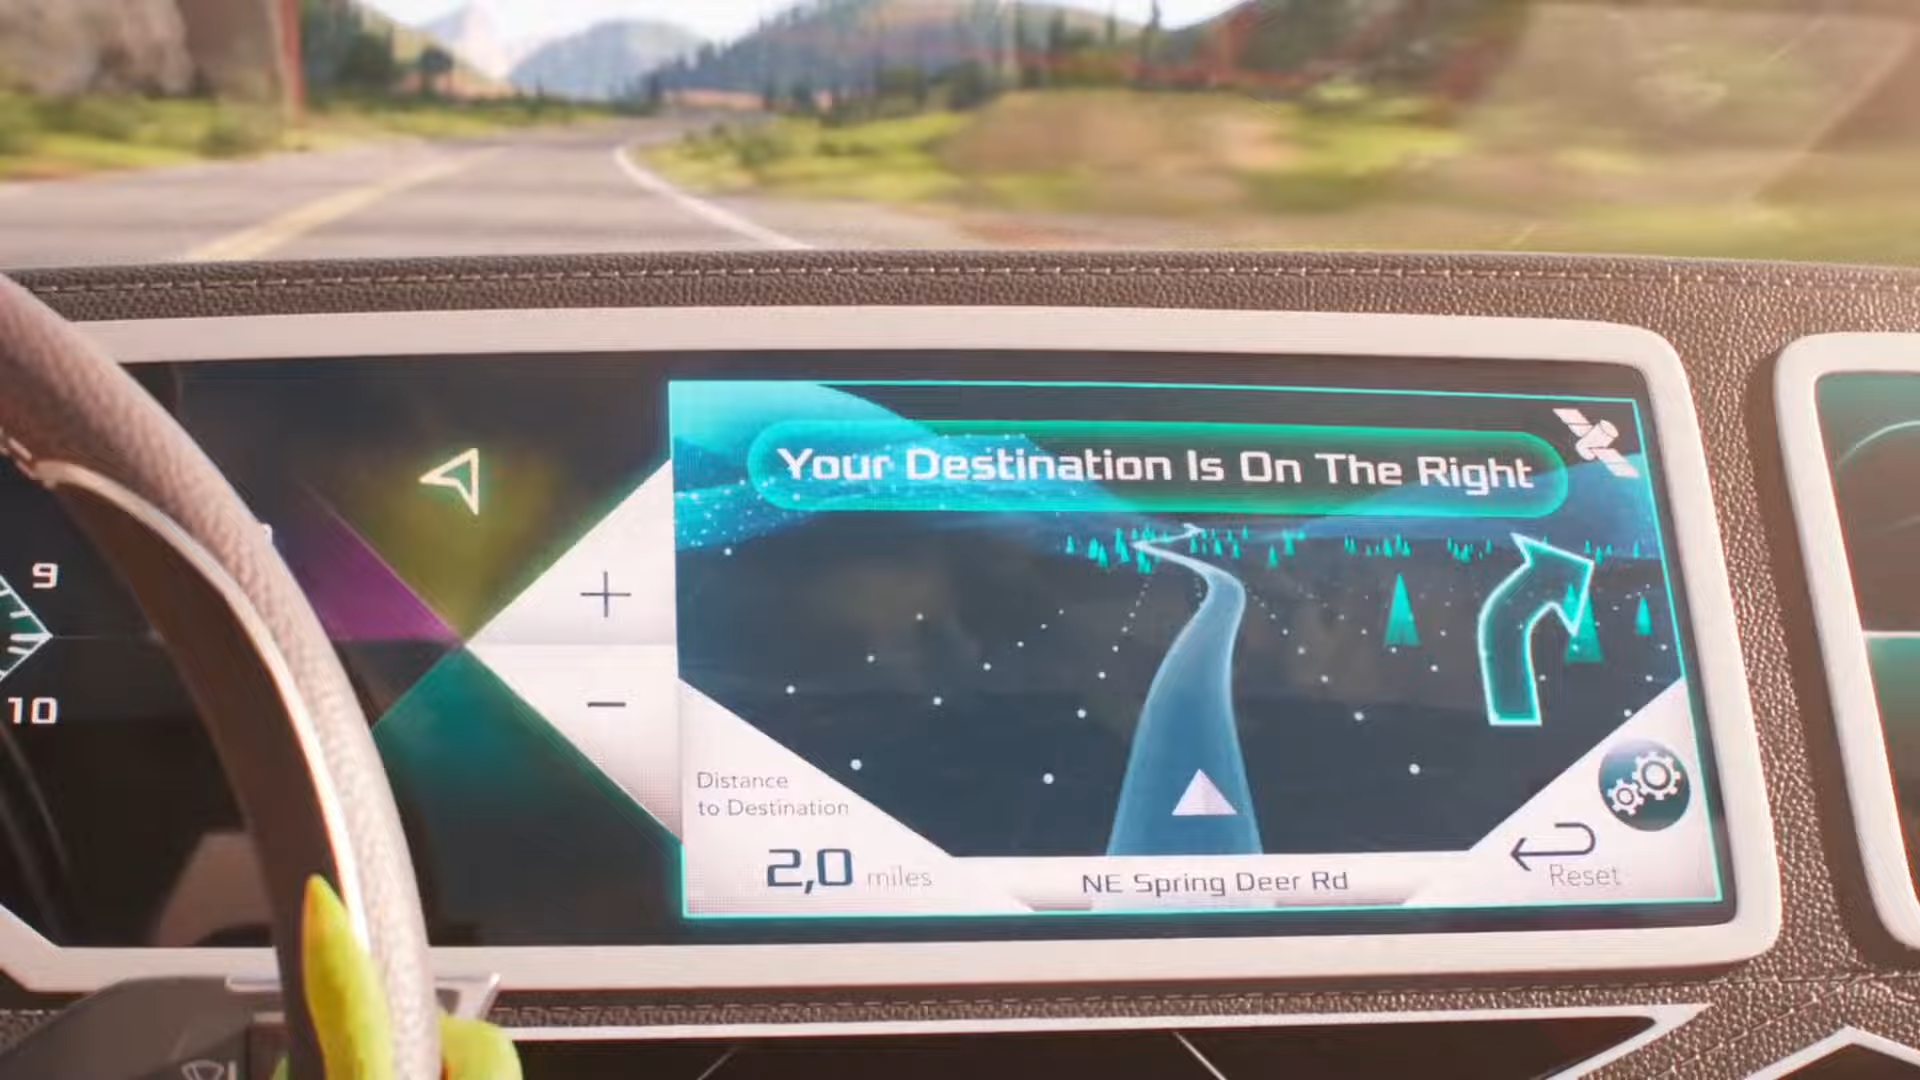 Your Destination Is On The Right
9
10
+
-
Distance
to Destination
2,0 miles
NE Spring Deer Rd
Reset